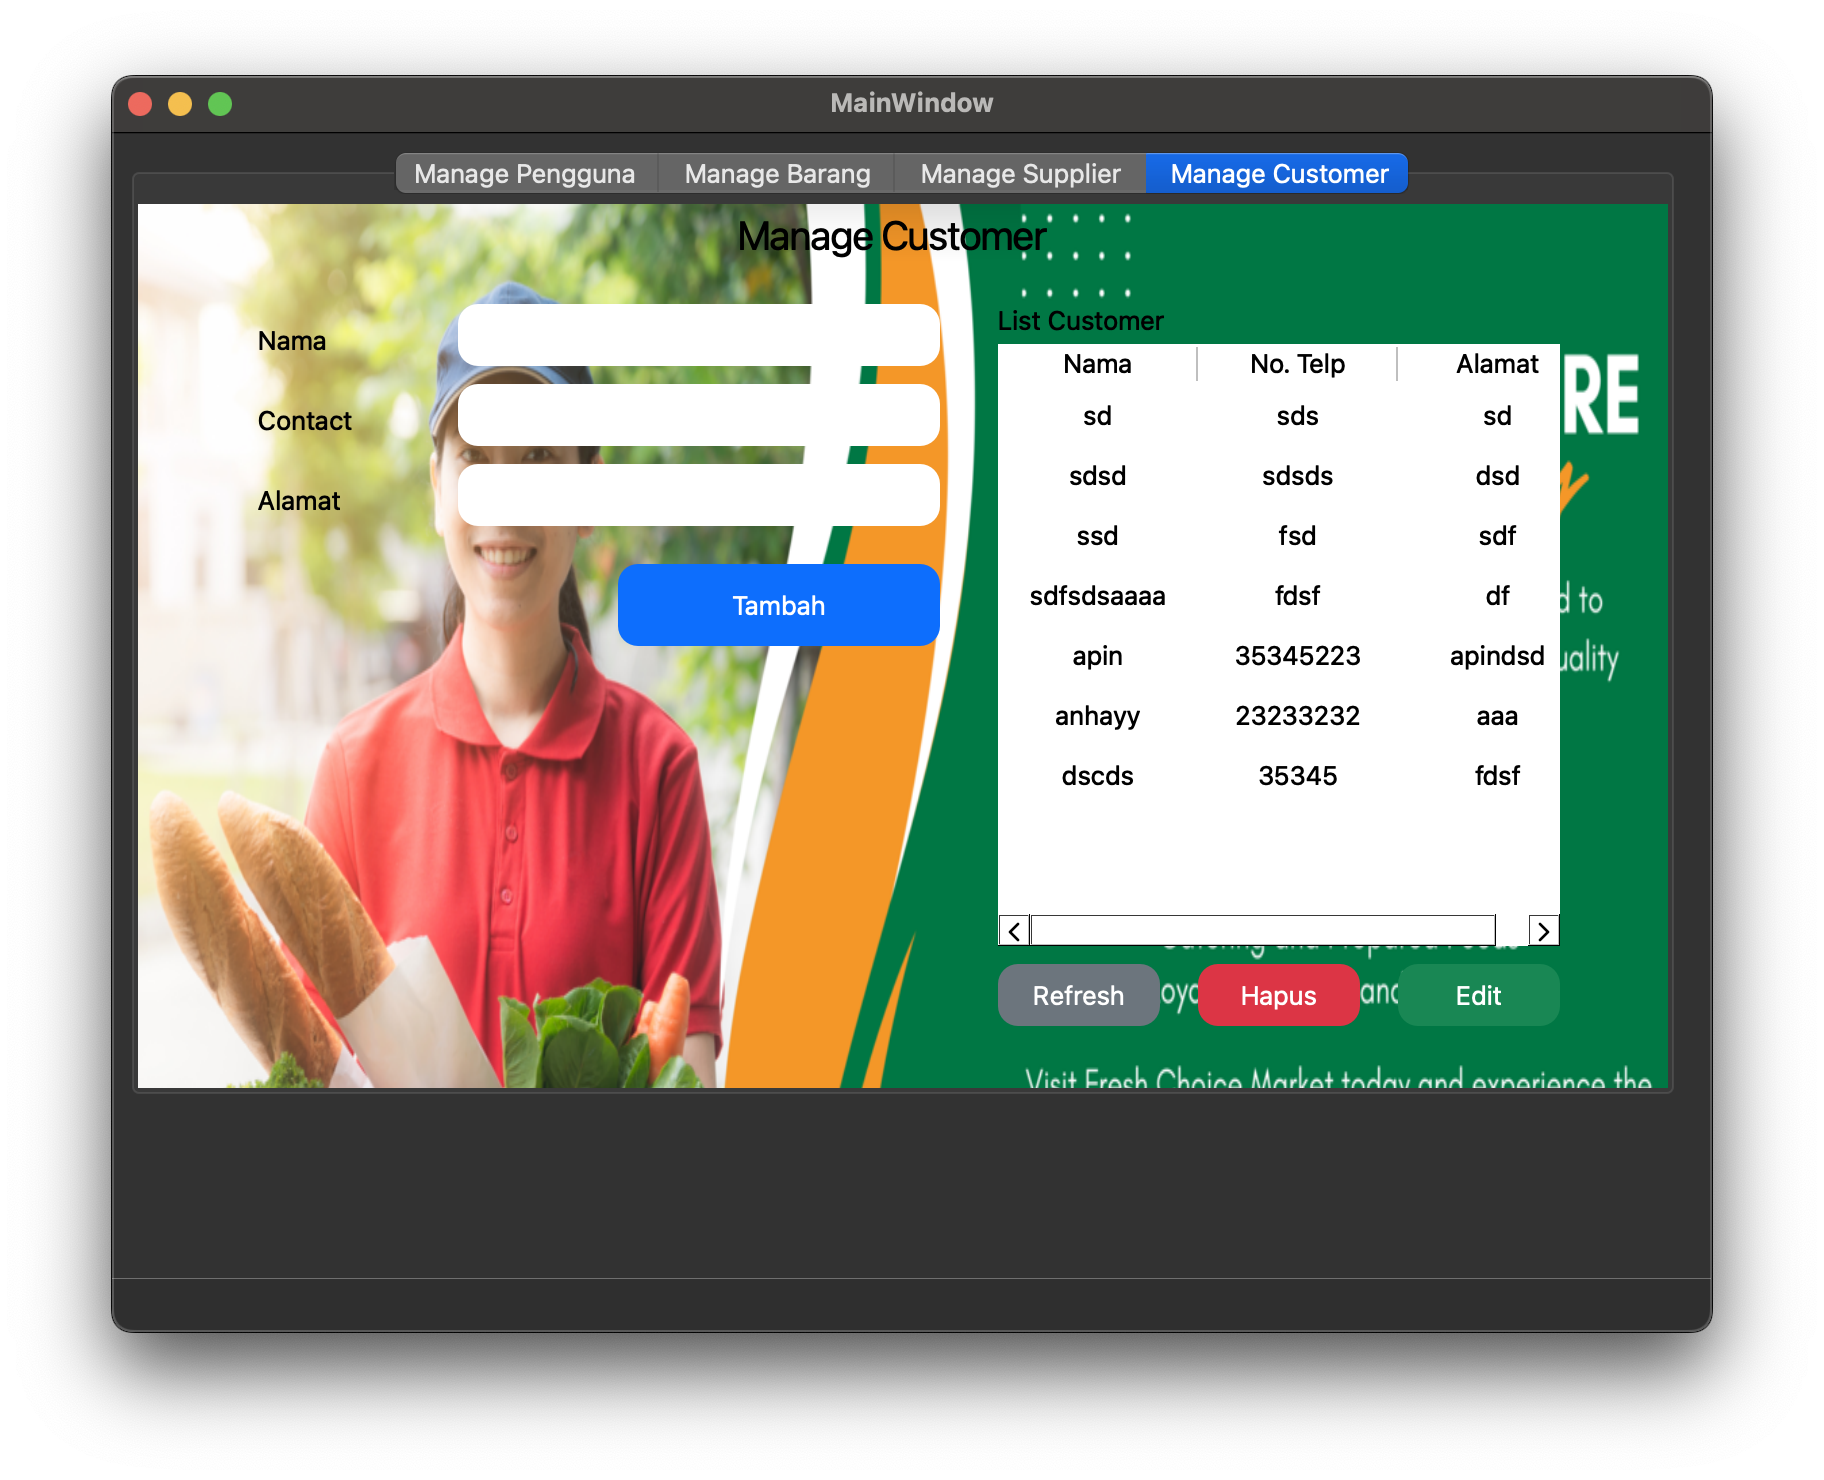 MainWindow
Manage Pengguna Manage Barang Manage Supplier Manage Customer
Manage Customer
Nama
Contact
Alamat
Tambah
List Customer
Nama No. Telp Alamat
sd sds sd
sdsd sdsds dsd
ssd fsd sdf
sdfsdsaaaa fdsf df
apin 35345223 apindsd
anhayy 23233232 aaa
dscds 35345 fdsf
RE
d to
uality
Refresh Hapus Edit
Visit Fresh Choice Market today and experience the